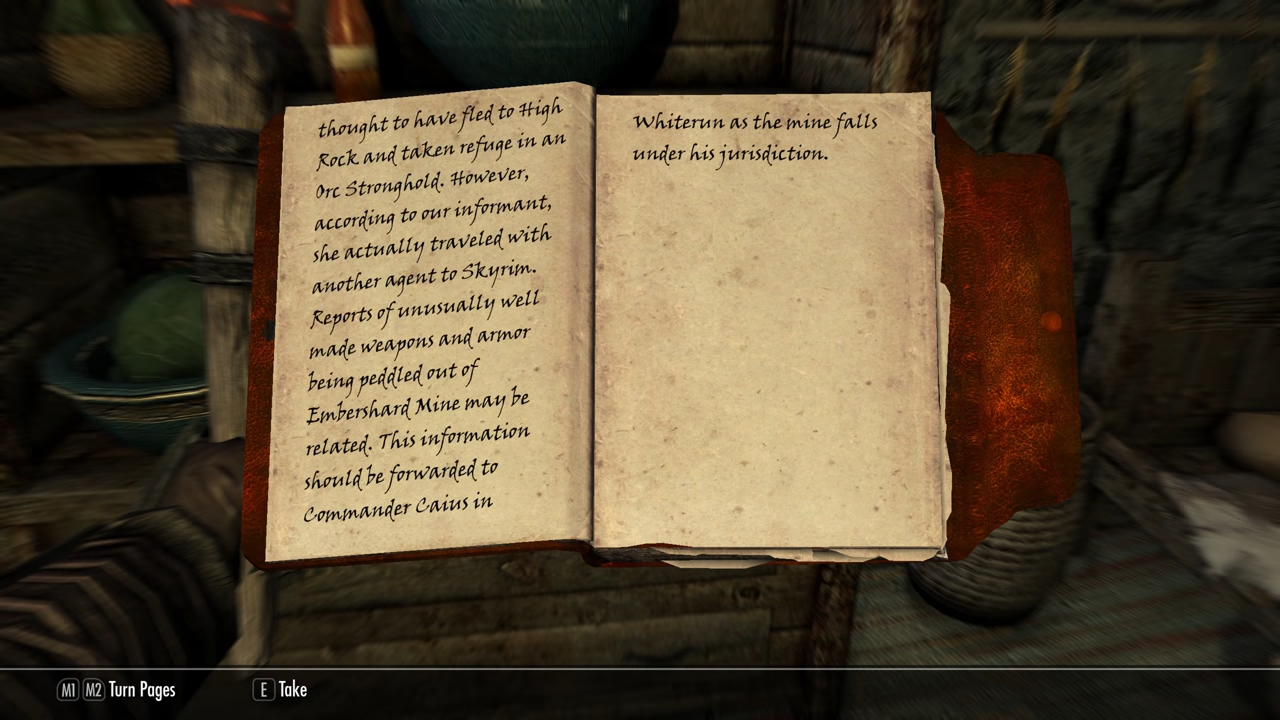 thought to have fled to High
Rock and taken refuge in an
Orc Stronghold. However,
according to our informant,
she actually traveled with
another agent to Skyrim.
Reports of unusually well
made weapons and armor
being peddled out of
Embershard Mine may be
related. This information
should be forwarded to
Commander Caius in
Whiterun as the mine falls
under his jurisdiction.
M1 M2 Turn Pages
E Take